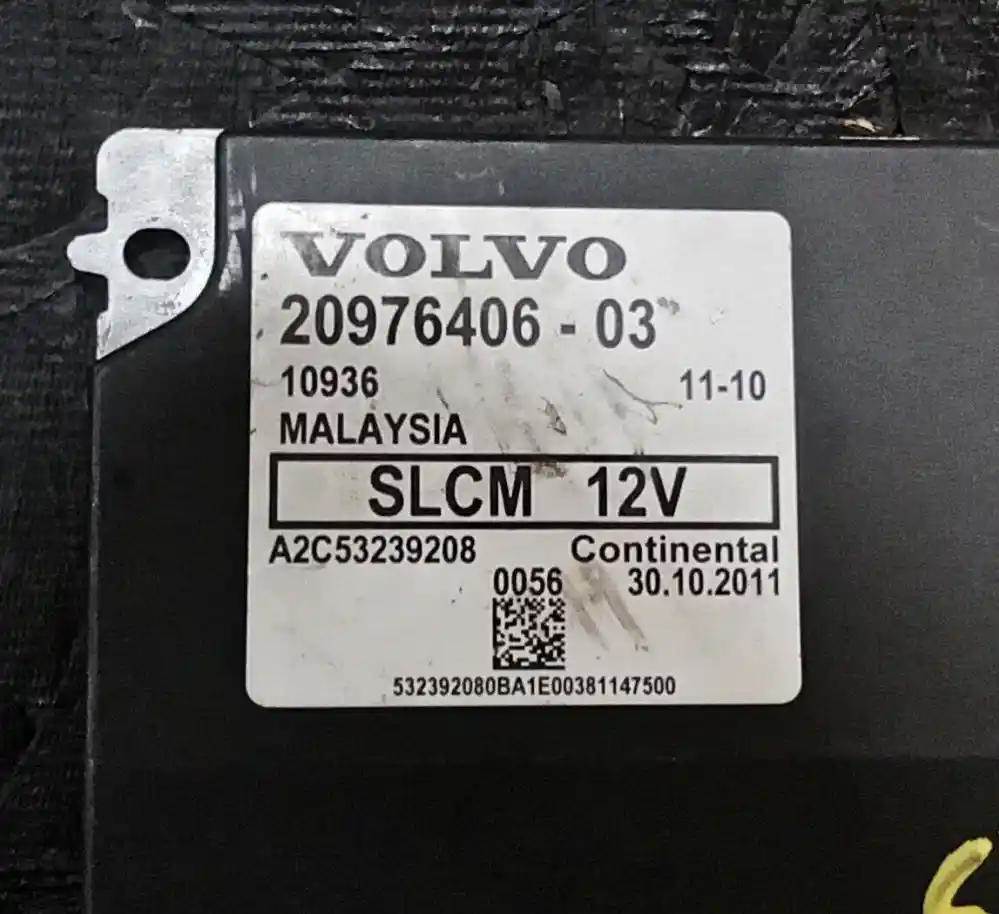 VOLVO
20976406 - 03
10936 11-10
MALAYSIA
SLCM 12V
A2C53239208 Continental
0056 30.10.2011
532392080BA1E00381147500